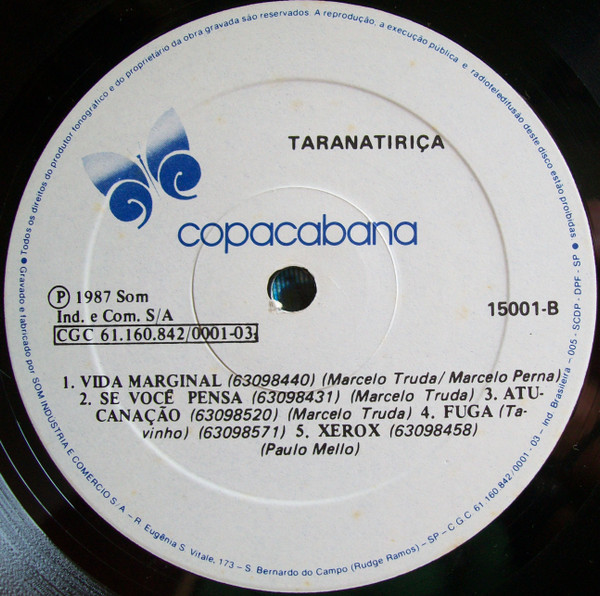 TARANATIRIÇA
copacabana
Ⓟ 1987 Som
Ind. e Com. S/A
CGC 61.160.842/0001-03.
15001-B
1. VIDA MARGINAL (63098440) (Marcelo Truda/Marcelo Perna)
2. SE VOCÊ PENSA (63098431) (Marcelo Truda) 3. ATU-
CANAÇÃO (63098520) (Marcelo Truda) 4. FUGA (Ta-
vinho) (63098571) 5. XEROX (63098458)
(Paulo Mello)
● Todos os direitos do produtor fonográfico e do proprietário da obra gravada são reservados. A reprodução, a execução pública e radioteledifusão deste disco estão proibidas ●
● Gravado e fabricado por SOM INDUSTRIA E COMERCIO S.A. – R. Eugênia S. Vitale, 173 – S. Bernardo do Campo (Rudge Ramos) – SP – C.G.C 61.160.842/0001-03 – Ind. Brasileira – 005 - SCDP - DPF - SP ●